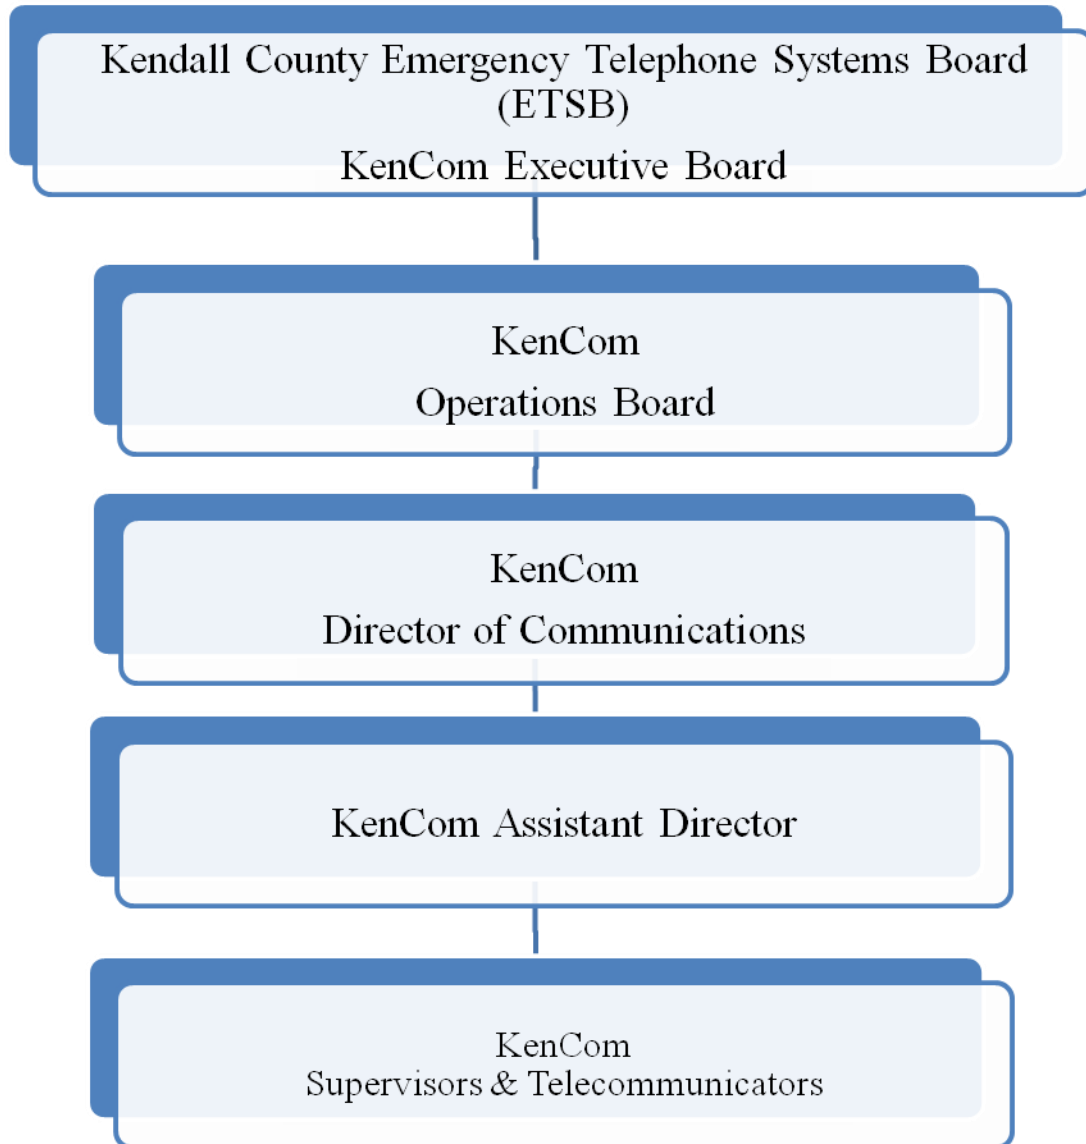 Kendall County Emergency Telephone Systems Board
(ETSB)
KenCom Executive Board
KenCom
Operations Board
KenCom
Director of Communications
KenCom Assistant Director
KenCom
Supervisors & Telecommunicators